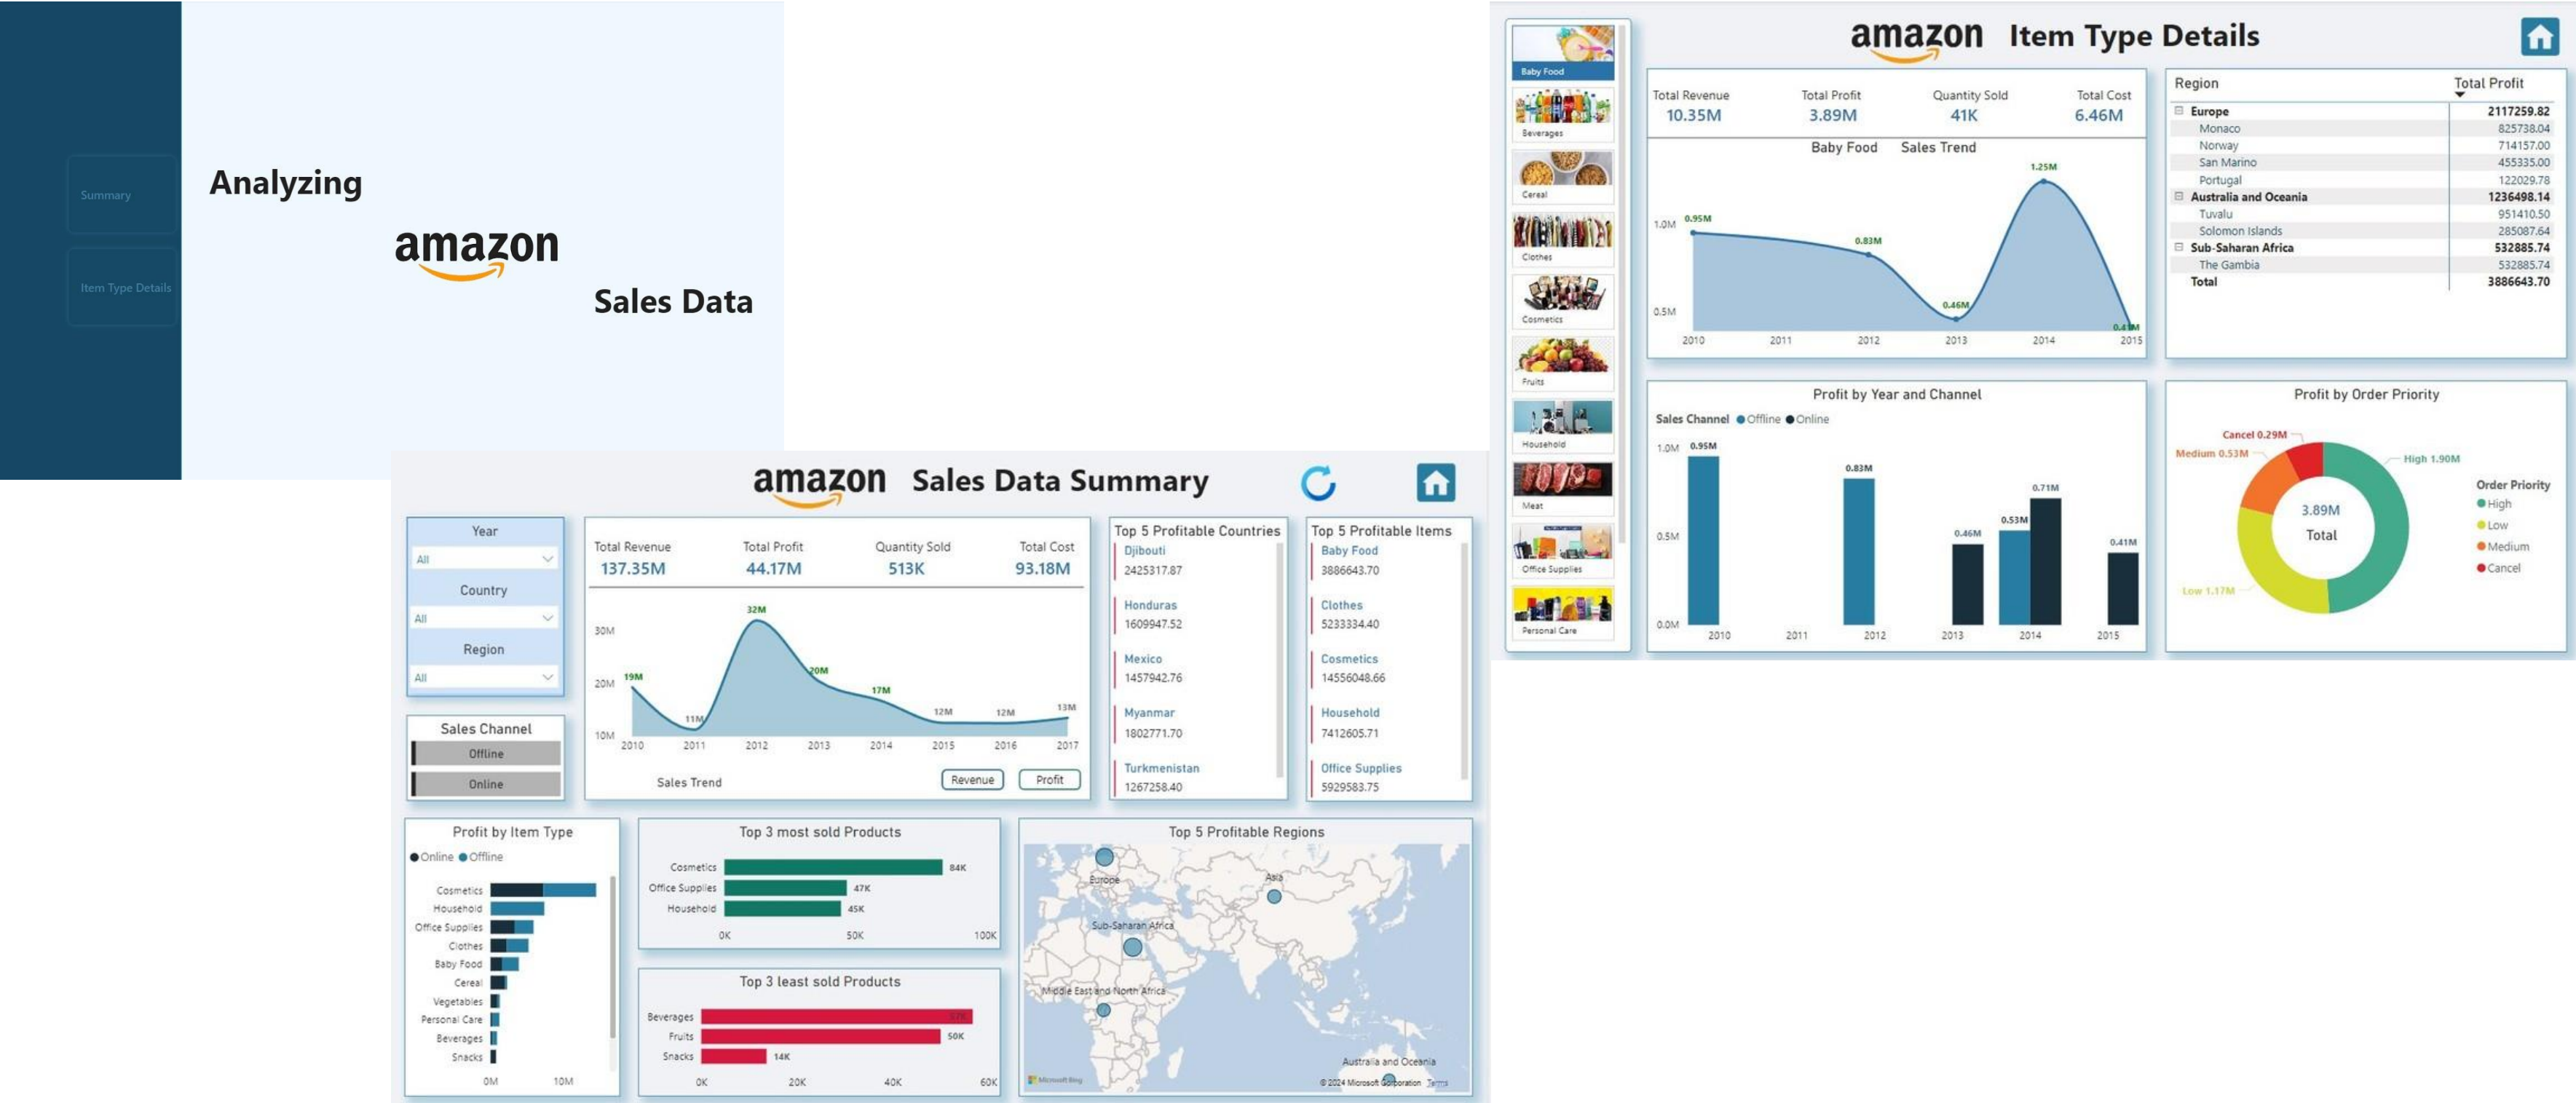 Summary
Item Type Details
Analyzing
amazon
Sales Data
amazon Sales Data Summary
Year
All
Country
All
Region
All
Sales Channel
Offline
Online
Total Revenue Total Profit Quantity Sold Total Cost
137.35M 44.17M 513K 93.18M
30M
20M
10M
19M
11M
32M
20M
17M
12M
12M
13M
2010 2011 2012 2013 2014 2015 2016 2017
Sales Trend
Revenue
Profit
Top 5 Profitable Countries
Djibouti
2425317.87
Honduras
1609947.52
Mexico
1457942.76
Myanmar
1802771.70
Turkmenistan
1267258.40
Top 5 Profitable Items
Baby Food
3886643.70
Clothes
5233334.40
Cosmetics
14556048.66
Household
7412605.71
Office Supplies
5929583.75
Profit by Item Type
Online Offline
Cosmetics
Household
Office Supplies
Clothes
Baby Food
Cereal
Vegetables
Personal Care
Beverages
Snacks
0M 10M
Top 3 most sold Products
Cosmetics 84K
Office Supplies 47K
Household 45K
0K 50K 100K
Top 3 least sold Products
Beverages
Fruits 50K
Snacks 14K
0K 20K 40K 60K
Top 5 Profitable Regions
Europe
Asia
Sub-Saharan Africa
Middle East and North Africa
Australia and Oceania
Microsoft Bing
© 2024 Microsoft Corporation Terms
amazon Item Type Details
Baby Food
Beverages
Cereal
Clothes
Cosmetics
Fruits
Household
Meat
Office Supplies
Personal Care
Total Revenue Total Profit Quantity Sold Total Cost
10.35M 3.89M 41K 6.46M
Baby Food Sales Trend
1.0M
0.5M
0.95M
0.83M
0.46M
1.25M
2010 2011 2012 2013 2014 2015
Region Total Profit
Europe 2117259.82
Monaco 825738.04
Norway 714157.00
San Marino 455335.00
Portugal 122029.78
Australia and Oceania 1236498.14
Tuvalu 951410.50
Solomon Islands 285087.64
Sub-Saharan Africa 532885.74
The Gambia 532885.74
Total 3886643.70
Profit by Year and Channel
Sales Channel Offline Online
1.0M
0.5M
0.0M
0.95M
0.83M
0.46M
0.53M
0.71M
0.41M
2010 2011 2012 2013 2014 2015
Profit by Order Priority
Cancel 0.29M
Medium 0.53M
High 1.90M
Low 1.17M
3.89M
Total
Order Priority
High
Low
Medium
Cancel